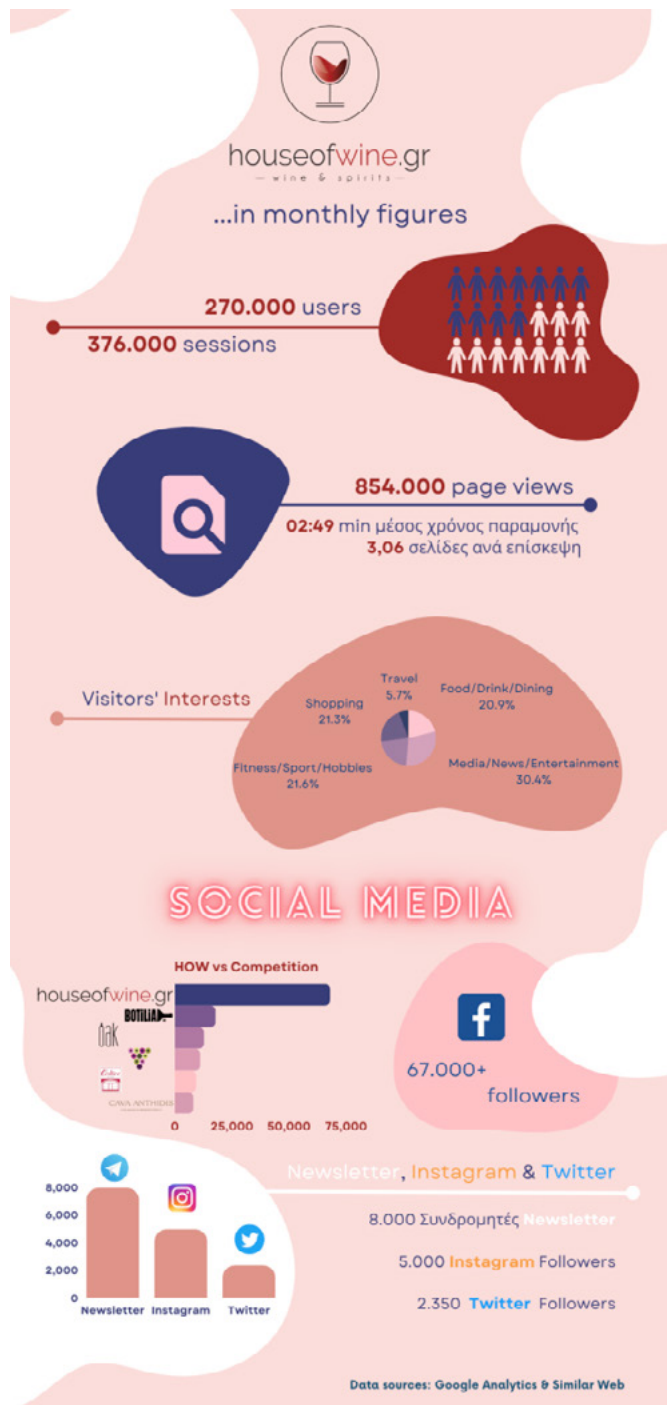 houseofwine.gr
wine & spirits
...in monthly figures
270.000 users
376.000 sessions
854.000 page views
02:49 min μέσος χρόνος παραμονής
3,06 σελίδες ανά επίσκεψη
Visitors' Interests
Travel
5.7%
Food/Drink/Dining
20.9%
Shopping
21.3%
Fitness/Sport/Hobbies
21.6%
Media/News/Entertainment
30.4%
SOCIAL MEDIA
HOW vs Competition
houseofwine.gr
BOTILIA
ŏak
CAVA ANTHIDIS
0 25,000 50,000 75,000
67.000+
followers
Newsletter, Instagram & Twitter
8.000 Συνδρομητές Newsletter
5.000 Instagram Followers
2.350 Twitter Followers
8,000
6,000
4,000
2,000
0
Newsletter Instagram Twitter
Data sources: Google Analytics & Similar Web